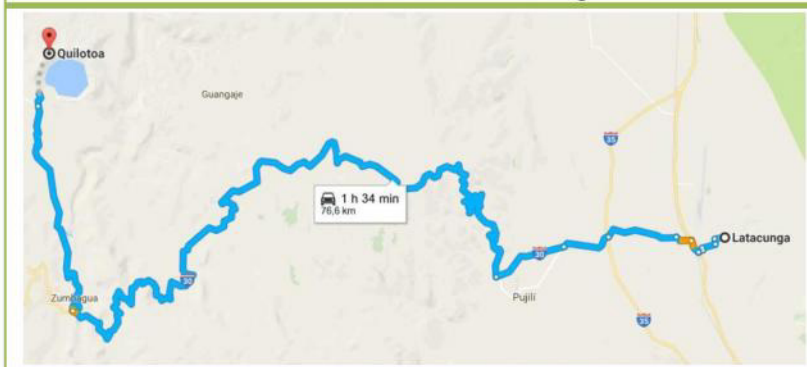 Quilotoa
Guangaje
35
1 h 34 min
76,6 km
Latacunga
30
30
Pujilí
Zumbagua
35